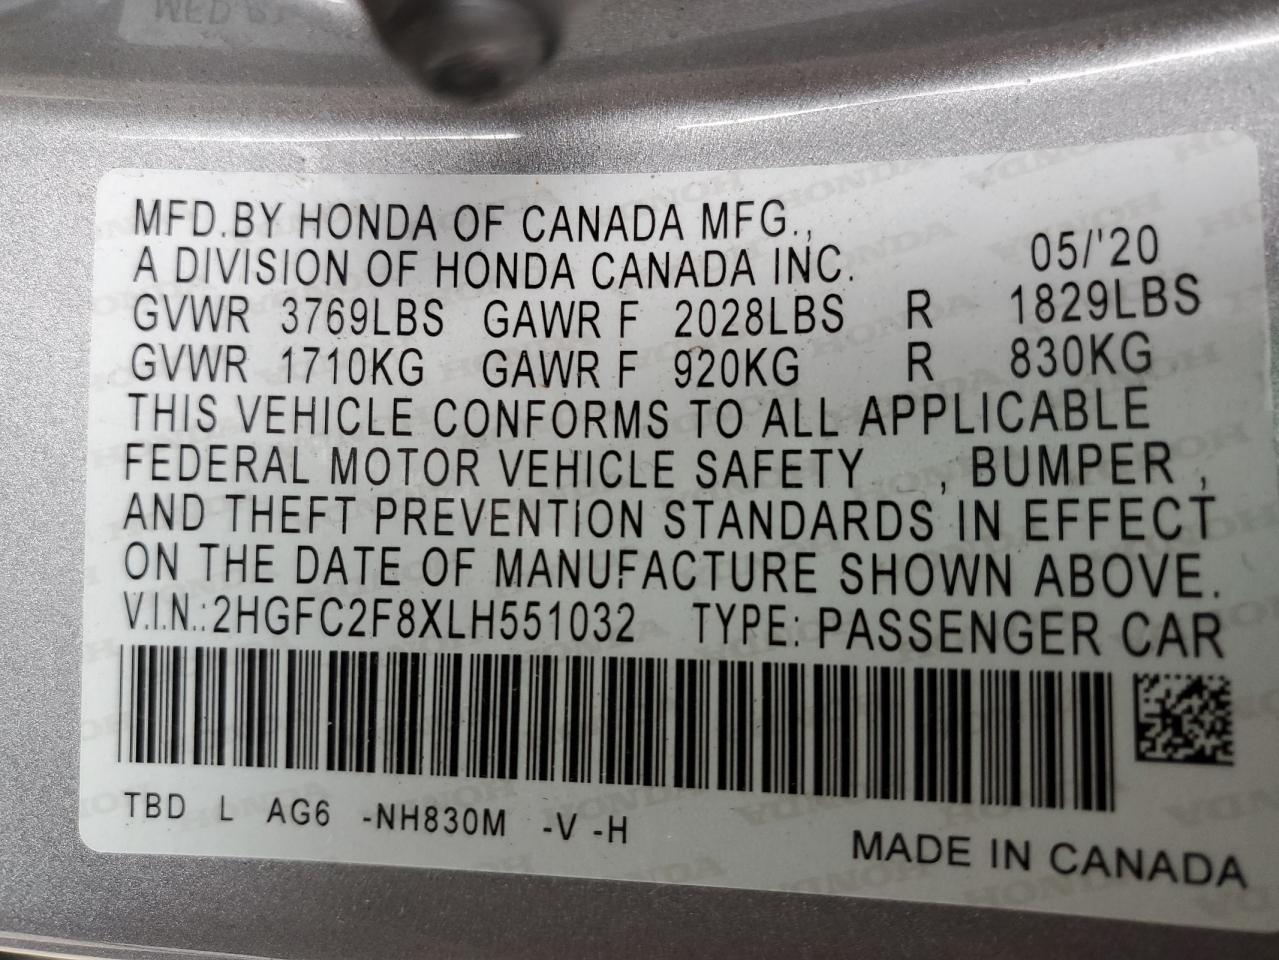 MFD.BY HONDA OF CANADA MFG.,
A DIVISION OF HONDA CANADA INC. 05/'20
GVWR 3769LBS GAWR F 2028LBS R 1829LBS
GVWR 1710KG GAWR F 920KG R 830KG
THIS VEHICLE CONFORMS TO ALL APPLICABLE
FEDERAL MOTOR VEHICLE SAFETY , BUMPER ,
AND THEFT PREVENTION STANDARDS IN EFFECT
ON THE DATE OF MANUFACTURE SHOWN ABOVE.
V.I.N.:2HGFC2F8XLH551032 TYPE: PASSENGER CAR
TBD L AG6 -NH830M -V -H
MADE IN CANADA